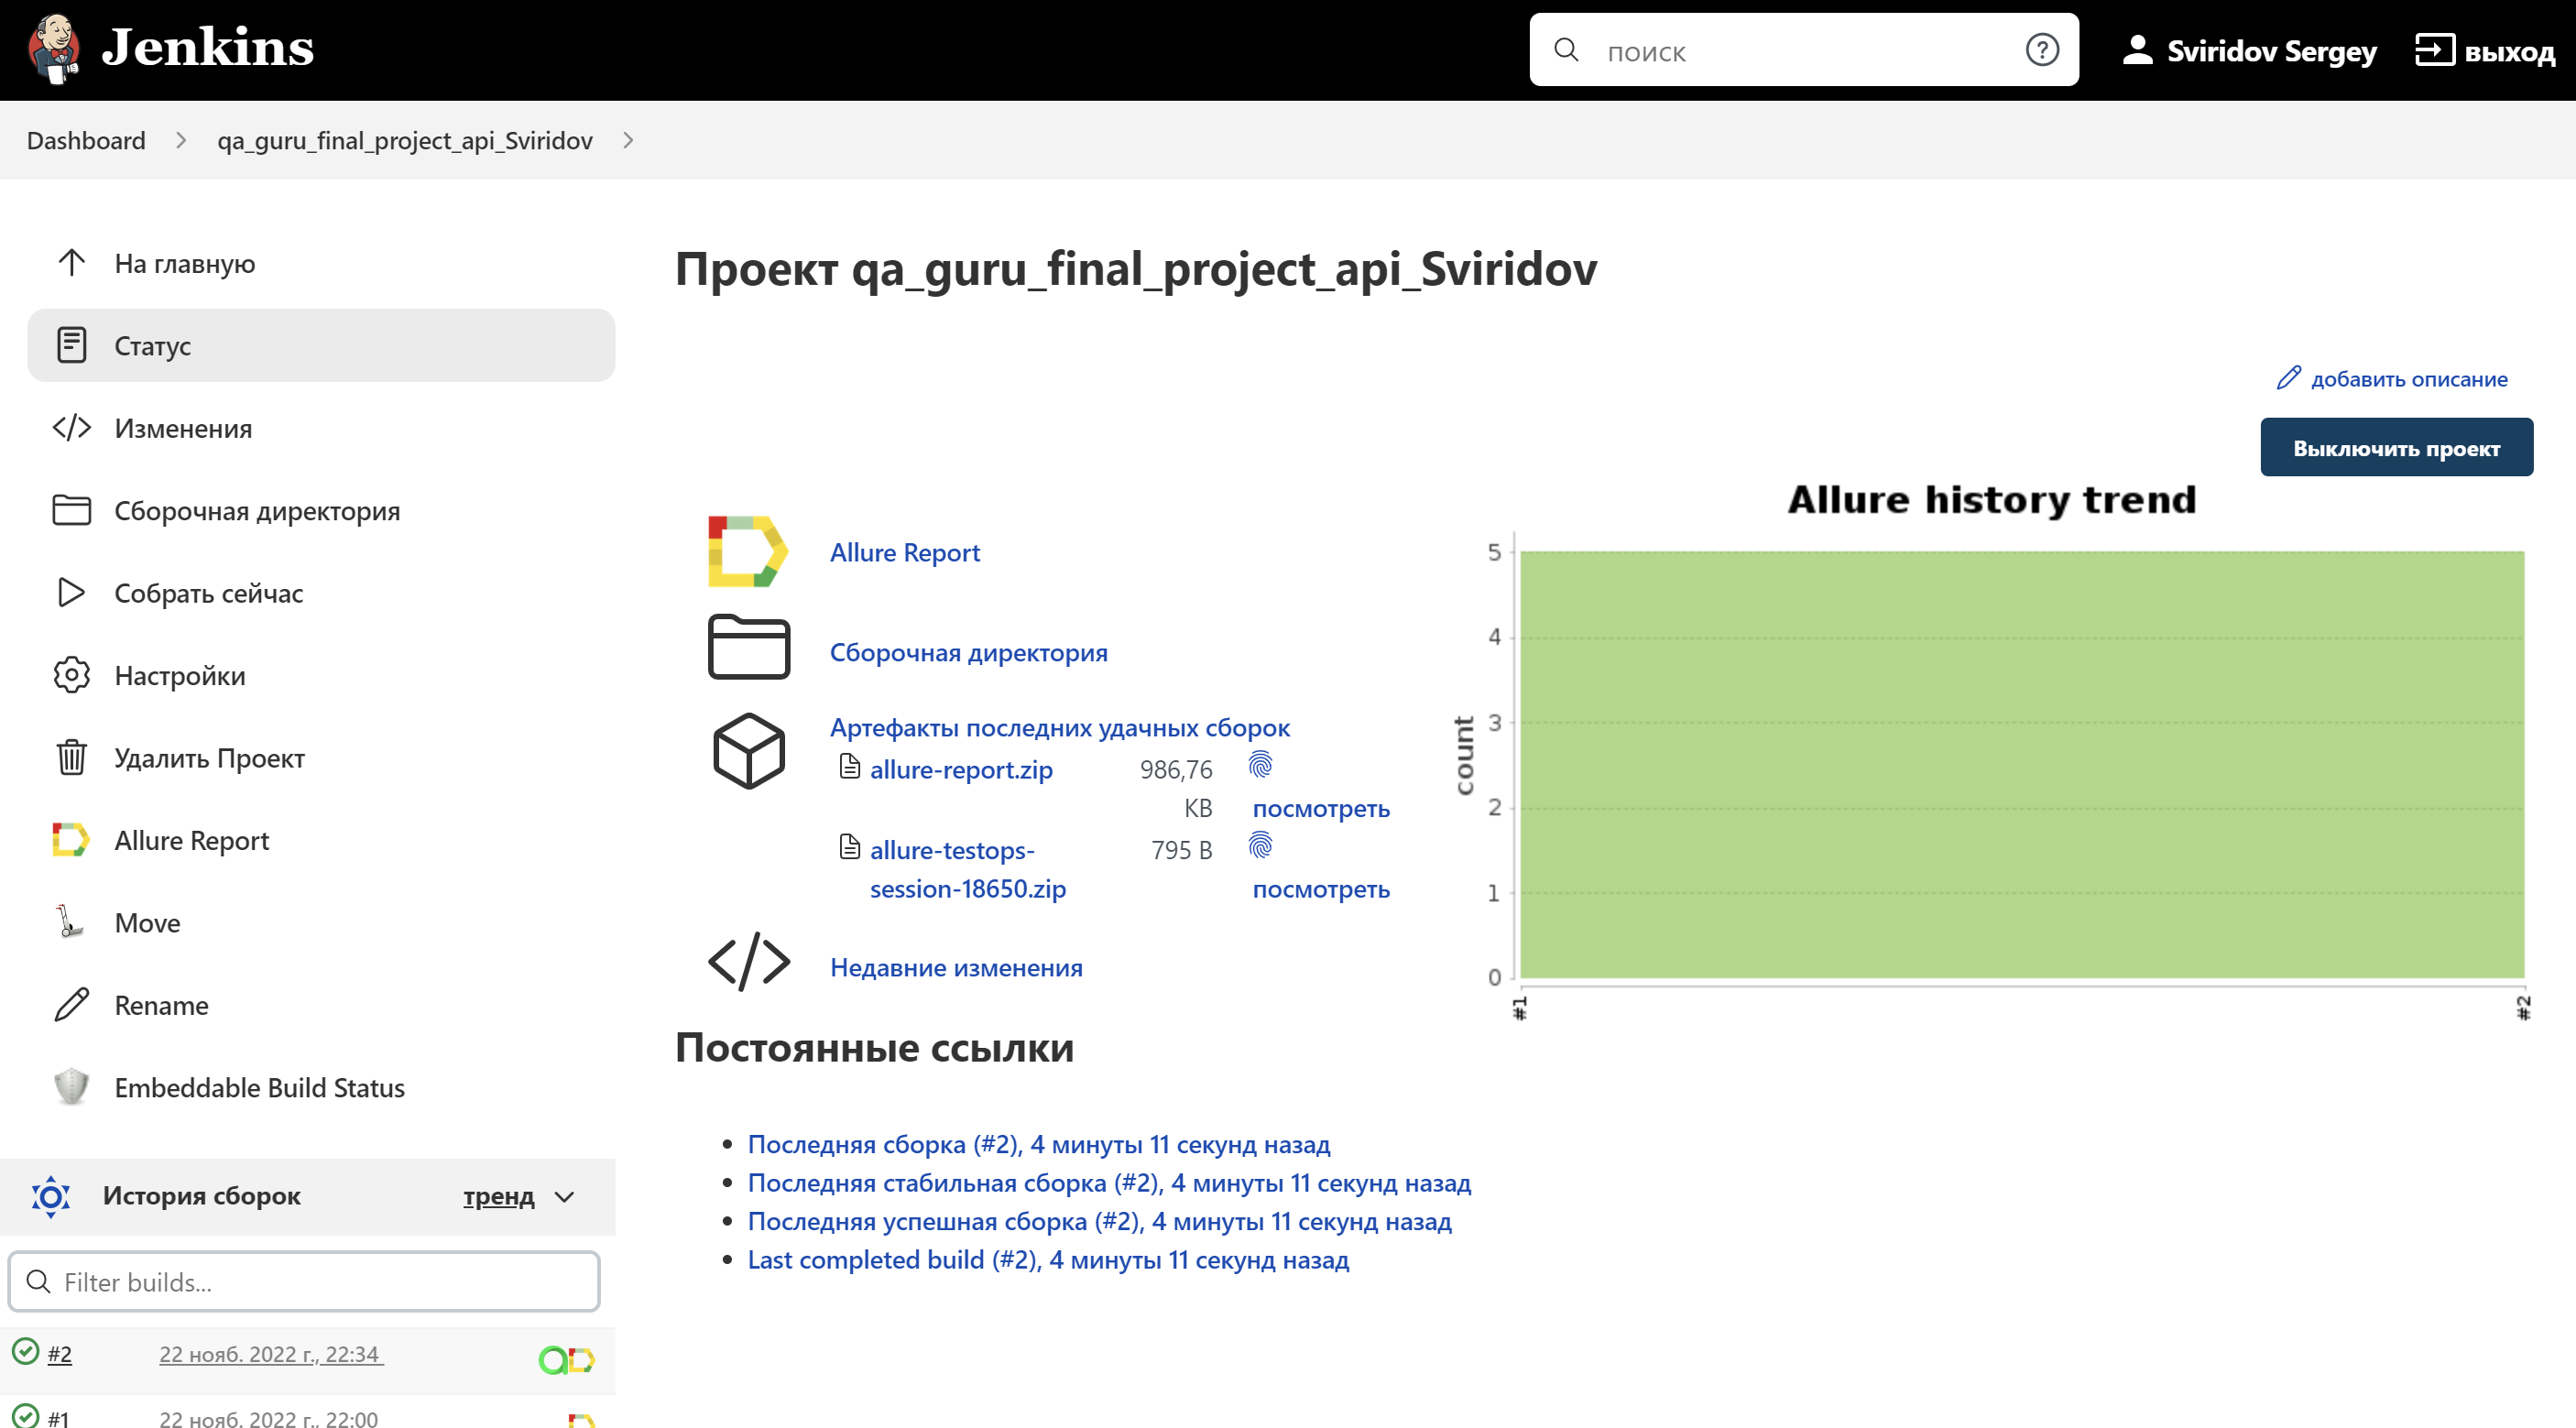 Jenkins
поиск
Sviridov Sergey
выход
Dashboard
qa_guru_final_project_api_Sviridov
На главную
Статус
Изменения
Сборочная директория
Собрать сейчас
Настройки
Удалить Проект
Allure Report
Move
Rename
Embeddable Build Status
История сборок
тренд
Filter builds...
#2
22 нояб. 2022 г., 22:34
#1
22 нояб. 2022 г., 22:00
Проект qa_guru_final_project_api_Sviridov
добавить описание
Выключить проект
Allure Report
Сборочная директория
Артефакты последних удачных сборок
allure-report.zip
986,76
KB
посмотреть
allure-testops-
session-18650.zip
795 B
посмотреть
Недавние изменения
Allure history trend
count
5
4
3
2
1
0
#1
#2
Постоянные ссылки
Последняя сборка (#2), 4 минуты 11 секунд назад
Последняя стабильная сборка (#2), 4 минуты 11 секунд назад
Последняя успешная сборка (#2), 4 минуты 11 секунд назад
Last completed build (#2), 4 минуты 11 секунд назад